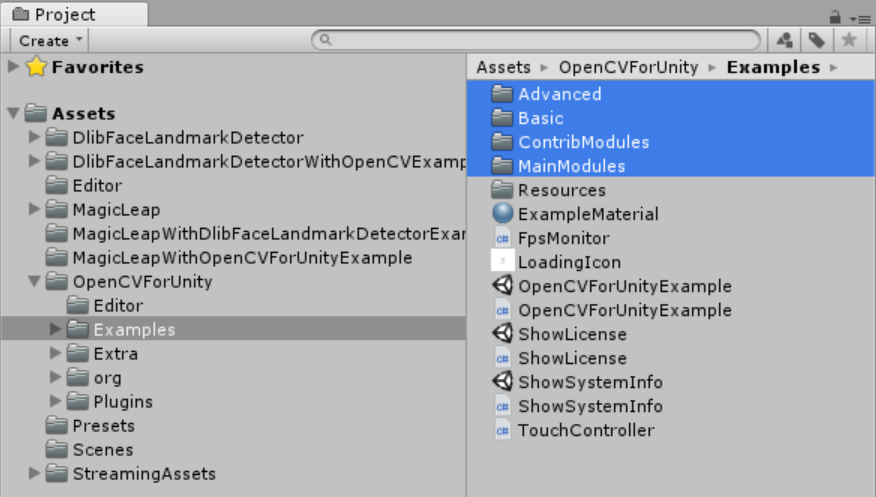 Project
Create
Favorites
Assets
DlibFaceLandmarkDetector
DlibFaceLandmarkDetectorWithOpenCVExamp
Editor
MagicLeap
MagicLeapWithDlibFaceLandmarkDetectorExar
MagicLeapWithOpenCVForUnityExample
OpenCVForUnity
Editor
Examples
Extra
org
Plugins
Presets
Scenes
StreamingAssets
Assets OpenCVForUnity Examples
Advanced
Basic
ContribModules
MainModules
Resources
ExampleMaterial
c# FpsMonitor
LoadingIcon
OpenCVForUnityExample
c# OpenCVForUnityExample
ShowLicense
c# ShowLicense
ShowSystemInfo
c# ShowSystemInfo
c# TouchController